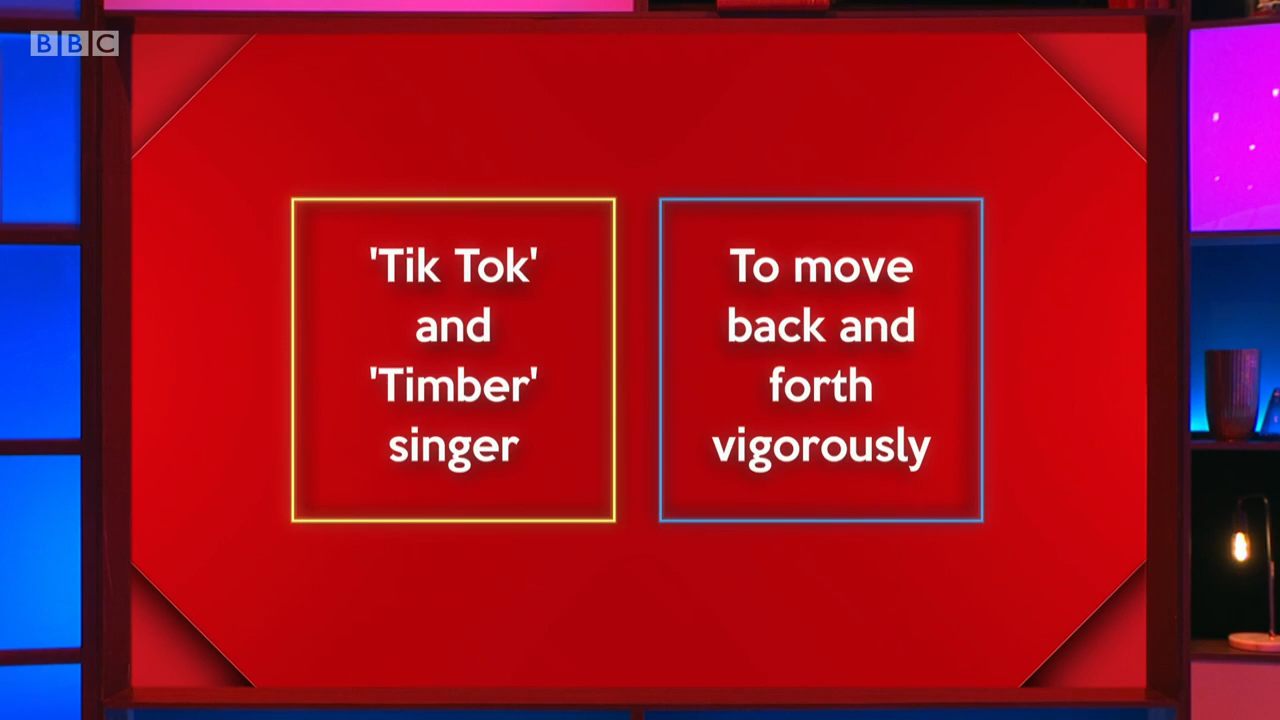 BBC
'Tik Tok'
and
'Timber'
singer
To move
back and
forth
vigorously